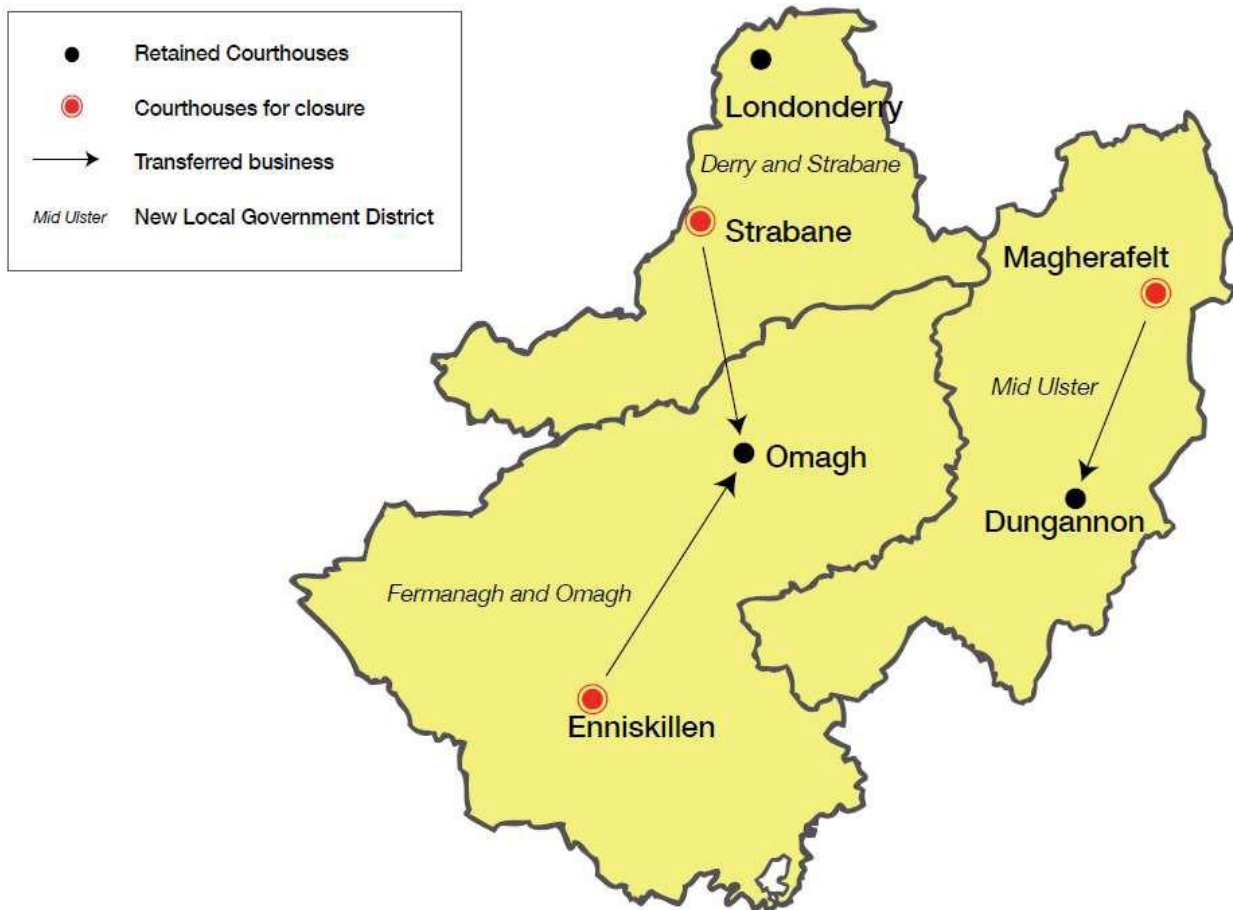 Retained Courthouses
Courthouses for closure
Transferred business
Mid Ulster New Local Government District
Londonderry
Derry and Strabane
Strabane
Magherafelt
Mid Ulster
Omagh
Dungannon
Fermanagh and Omagh
Enniskillen